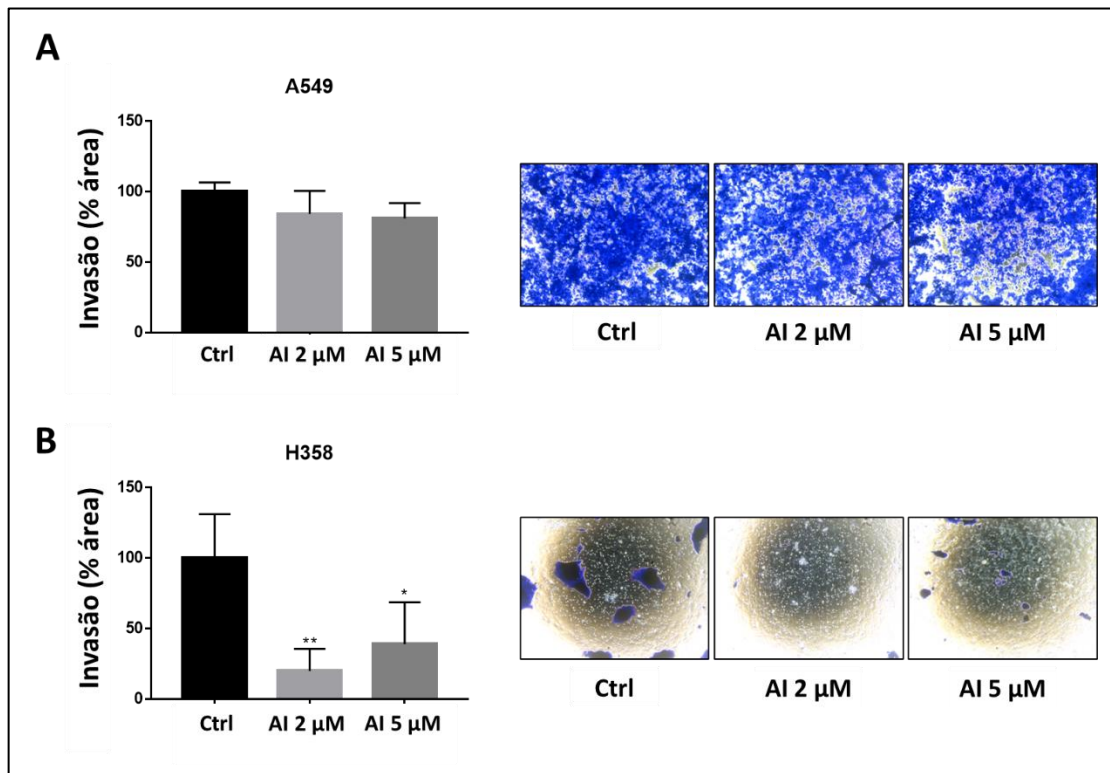 A
A549
Invasão (% área)
150
100
50
0
Ctrl
AI 2 µM
AI 5 µM
Ctrl
AI 2 µM
AI 5 µM
B
H358
Invasão (% área)
150
100
50
0
**
*
Ctrl
AI 2 µM
AI 5 µM
Ctrl
AI 2 µM
AI 5 µM